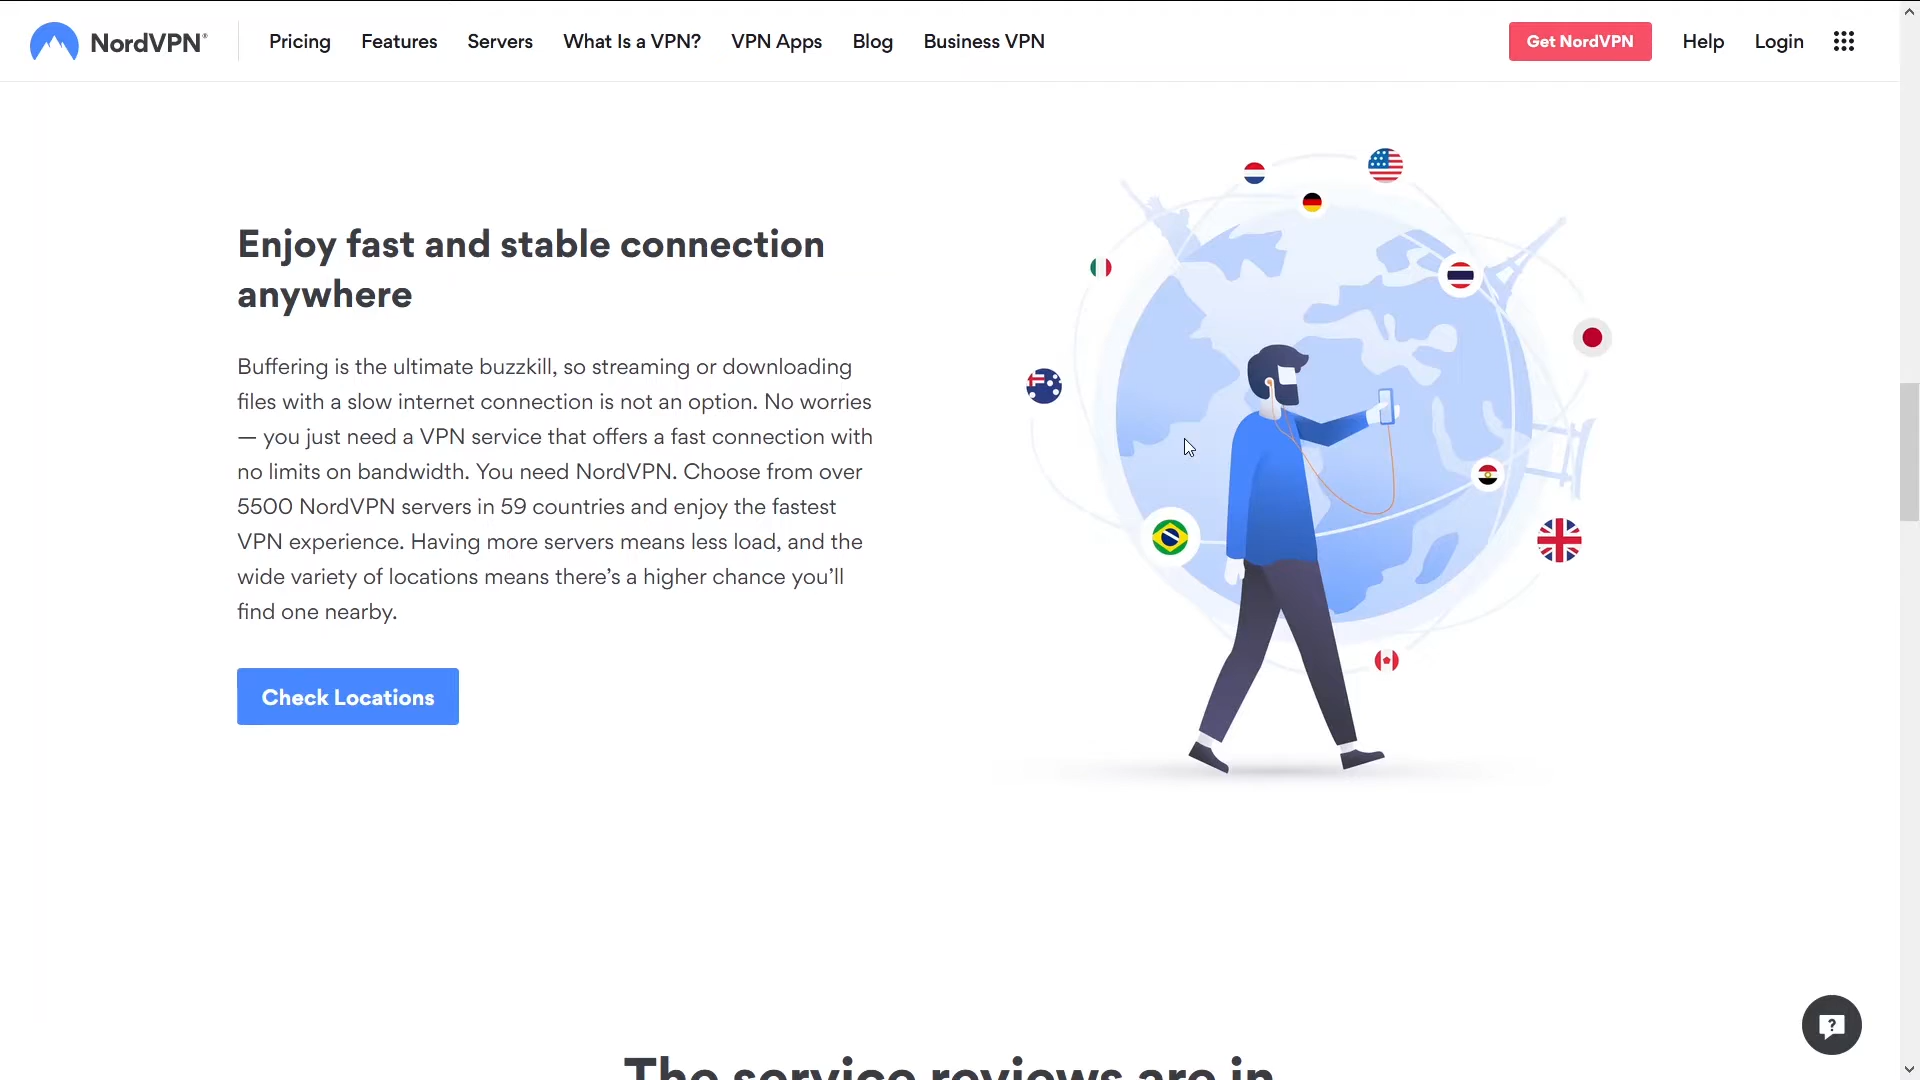 NordVPN®
Pricing
Features
Servers
What Is a VPN?
VPN Apps
Blog
Business VPN
Get NordVPN
Help
Login
Enjoy fast and stable connection
anywhere
Buffering is the ultimate buzzkill, so streaming or downloading
files with a slow internet connection is not an option. No worries
— you just need a VPN service that offers a fast connection with
no limits on bandwidth. You need NordVPN. Choose from over
5500 NordVPN servers in 59 countries and enjoy the fastest
VPN experience. Having more servers means less load, and the
wide variety of locations means there’s a higher chance you’ll
find one nearby.
Check Locations
?
The service reviews are in